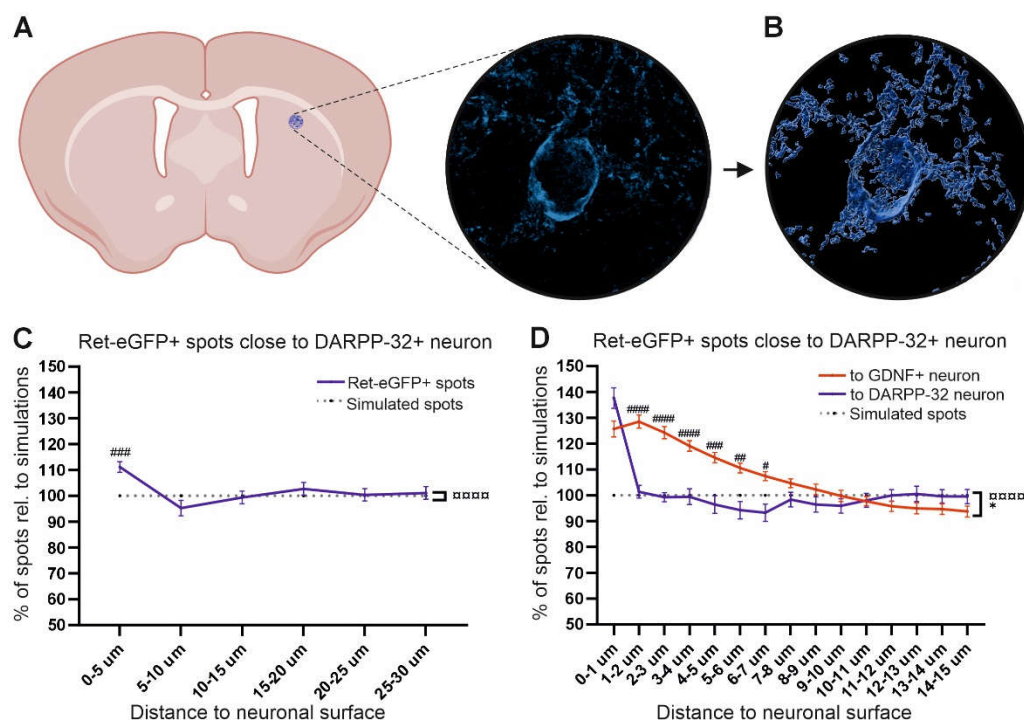 A
B
C
Ret-eGFP+ spots close to DARPP-32+ neuron
% of spots rel. to simulations
150
140
130
120
110
100
90
80
70
60
50
Ret-eGFP+ spots
Simulated spots
###
¤¤¤¤
0-5 um
5-10 um
10-15 um
15-20 um
20-25 um
25-30 um
Distance to neuronal surface
D
Ret-eGFP+ spots close to DARPP-32+ neuron
% of spots rel. to simulations
150
140
130
120
110
100
90
80
70
60
50
to GDNF+ neuron
to DARPP-32 neuron
Simulated spots
####
####
####
###
##
#
¤¤¤¤
*
0-1 um
1-2 um
2-3 um
3-4 um
4-5 um
5-6 um
6-7 um
7-8 um
8-9 um
9-10 um
10-11 um
11-12 um
12-13 um
13-14 um
14-15 um
Distance to neuronal surface